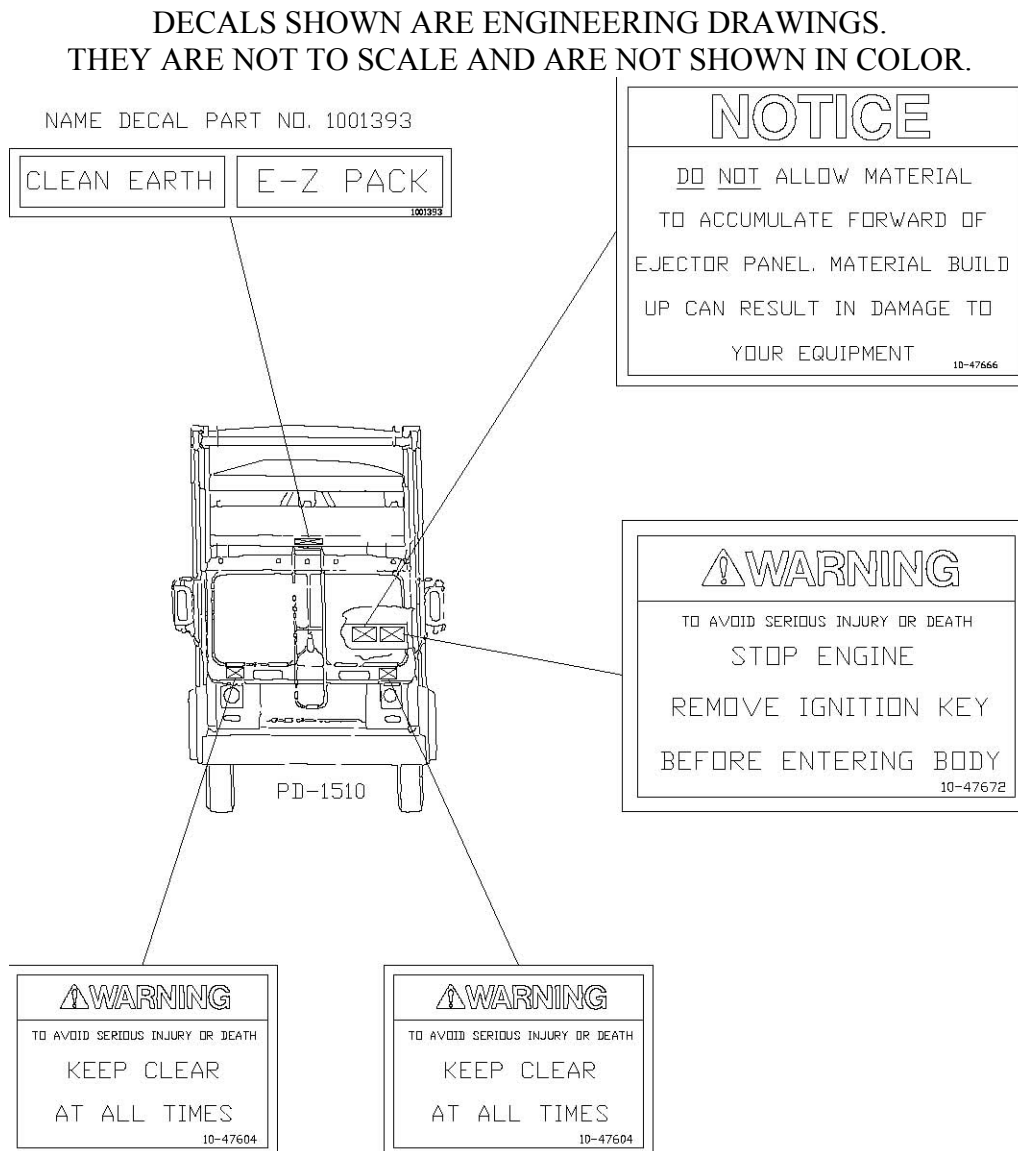 DECALS SHOWN ARE ENGINEERING DRAWINGS.
THEY ARE NOT TO SCALE AND ARE NOT SHOWN IN COLOR.
NAME DECAL PART NO. 1001393
CLEAN EARTH
E-Z PACK
1001393
NOTICE
DO NOT ALLOW MATERIAL
TO ACCUMULATE FORWARD OF
EJECTOR PANEL. MATERIAL BUILD
UP CAN RESULT IN DAMAGE TO
YOUR EQUIPMENT
10-47666
WARNING
TO AVOID SERIOUS INJURY OR DEATH
STOP ENGINE
REMOVE IGNITION KEY
BEFORE ENTERING BODY
10-47672
PD-1510
WARNING
TO AVOID SERIOUS INJURY OR DEATH
KEEP CLEAR
AT ALL TIMES
10-47604
WARNING
TO AVOID SERIOUS INJURY OR DEATH
KEEP CLEAR
AT ALL TIMES
10-47604